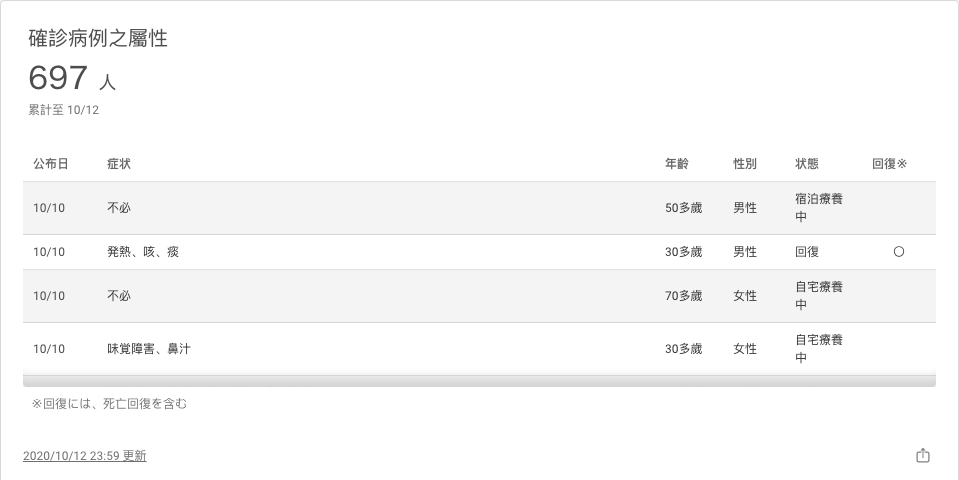 確診病例之屬性
697 人
累計至 10/12
公布日 症状 年齢 性別 状態 回復※
10/10 不必 50多歲 男性 宿泊療養
中
10/10 発熱、咳、痰 30多歲 男性 回復 〇
10/10 不必 70多歲 女性 自宅療養
中
10/10 味覚障害、鼻汁 30多歲 女性 自宅療養
中
※回復には、死亡回復を含む
2020/10/12 23:59 更新